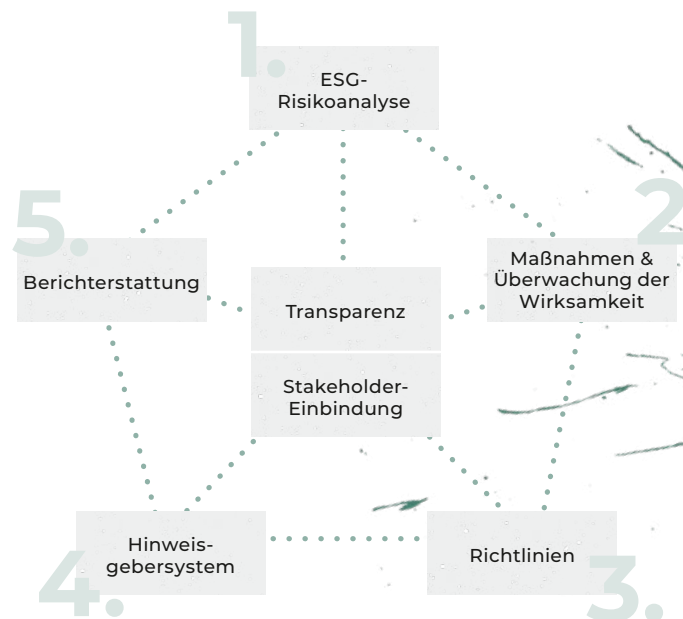 1.
ESG-
Risikoanalyse
2
Maßnahmen &
Überwachung der
Wirksamkeit
3.
Richtlinien
4.
Hinweis-
gebersystem
5.
Berichterstattung
Transparenz
Stakeholder-
Einbindung